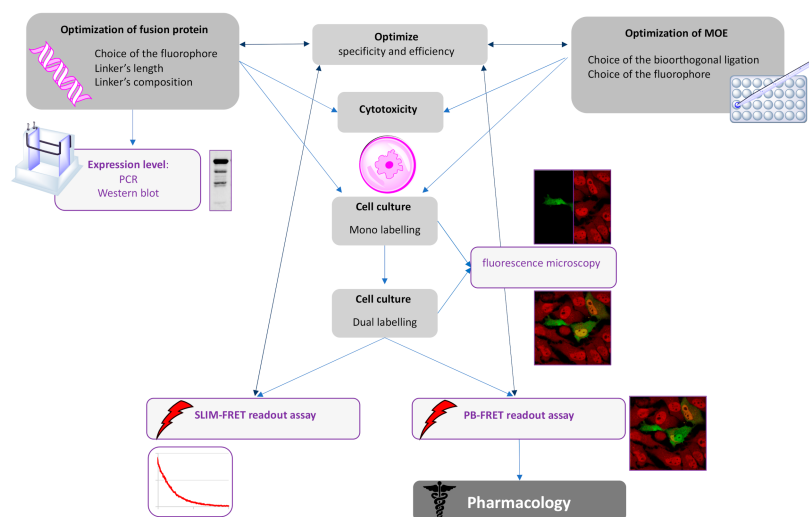 Optimization of fusion protein
Choice of the fluorophore
Linker's length
Linker's composition
Optimize
specificity and efficiency
Optimization of MOE
Choice of the bioorthogonal ligation
Choice of the fluorophore
Cytotoxicity
Expression level:
PCR
Western blot
Cell culture
Mono labelling
fluorescence microscopy
Cell culture
Dual labelling
SLIM-FRET readout assay
PB-FRET readout assay
Pharmacology